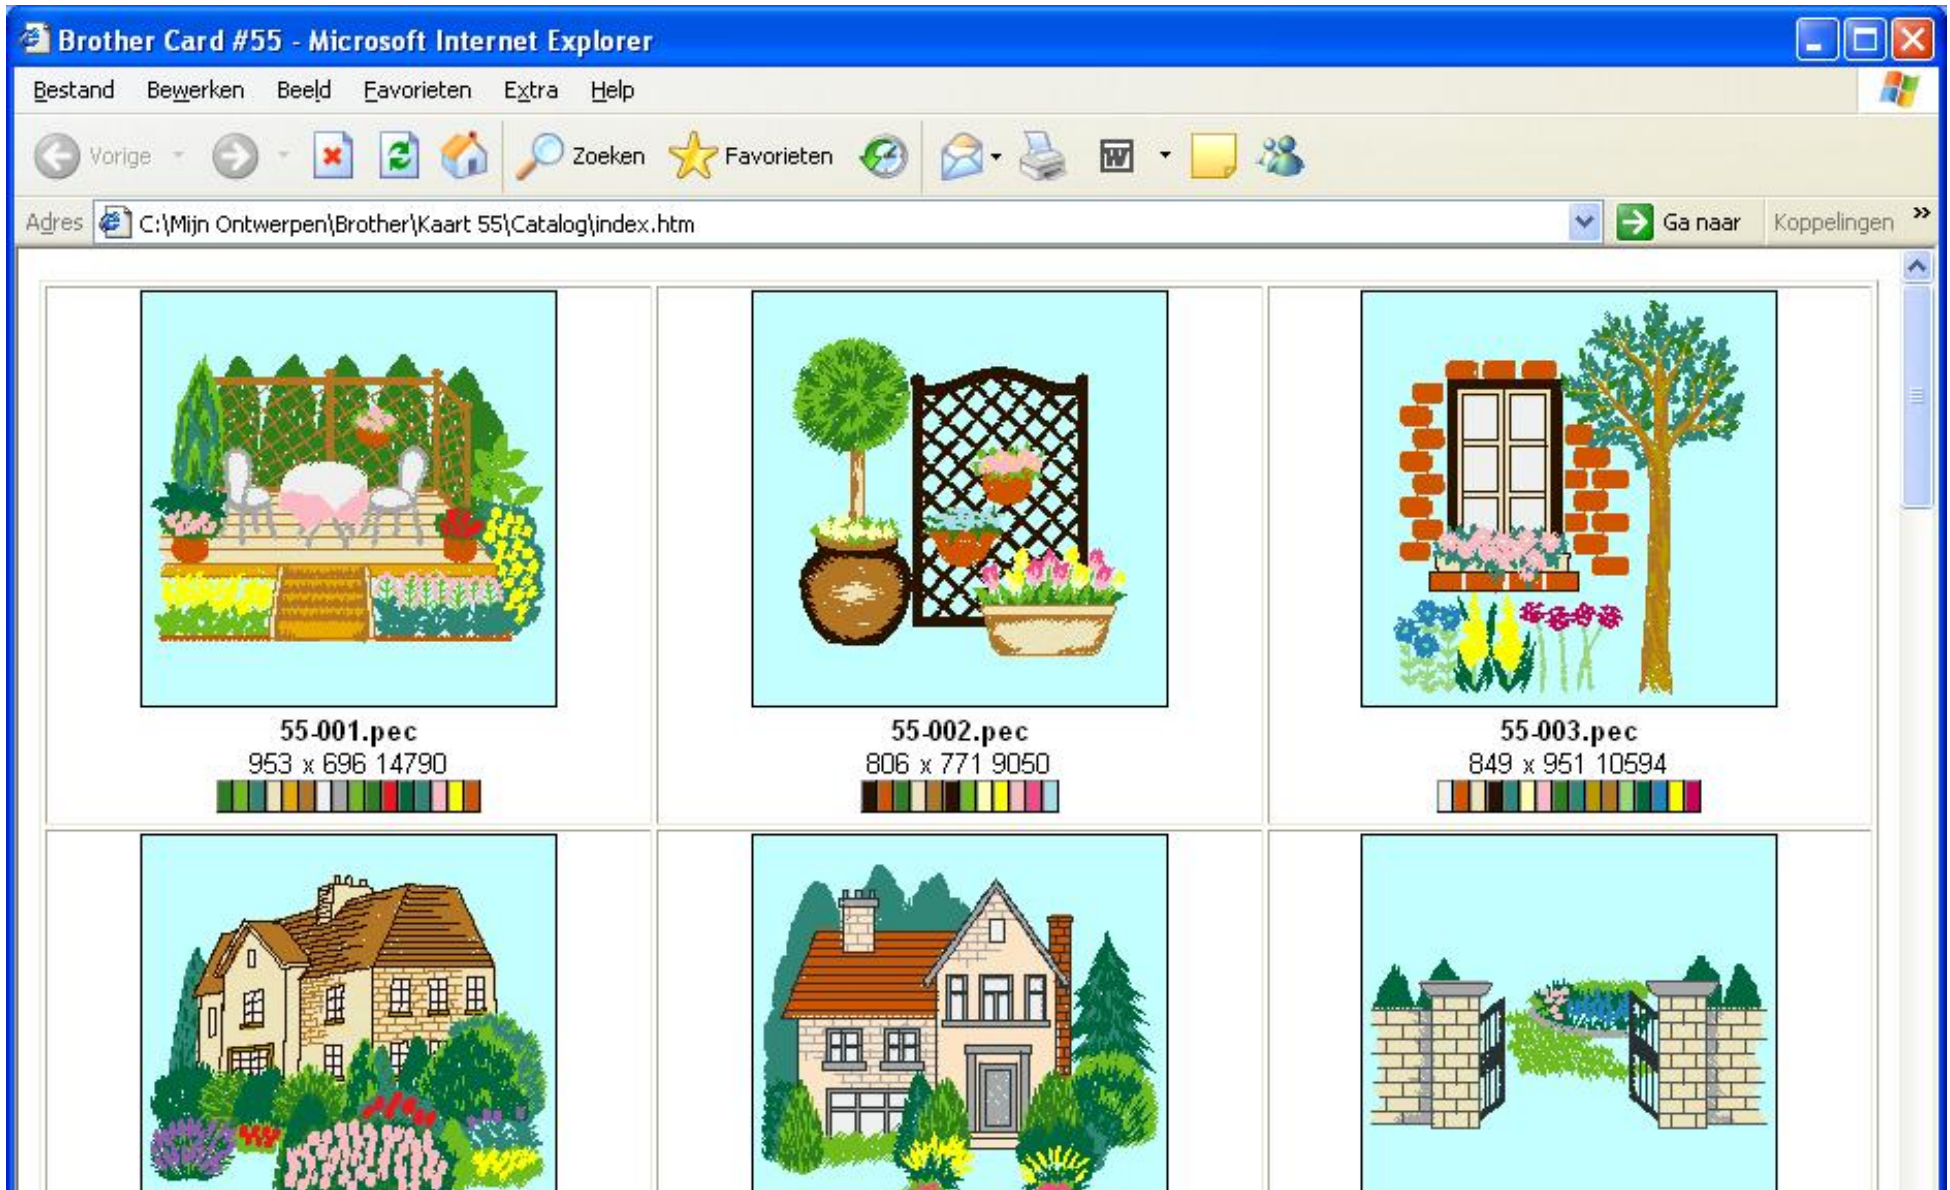 Brother Card #55 - Microsoft Internet Explorer
Bestand Bewerken Beeld Favorieten Extra Help
Vorige Zoeken Favorieten W
Adres C:\Mijn Ontwerpen\Brother\Kaart 55\Catalog\index.htm Ga naar Koppelingen »
55-001.pec 55-002.pec 55-003.pec
953 x 696 14790 806 x 771 9050 849 x 951 10594